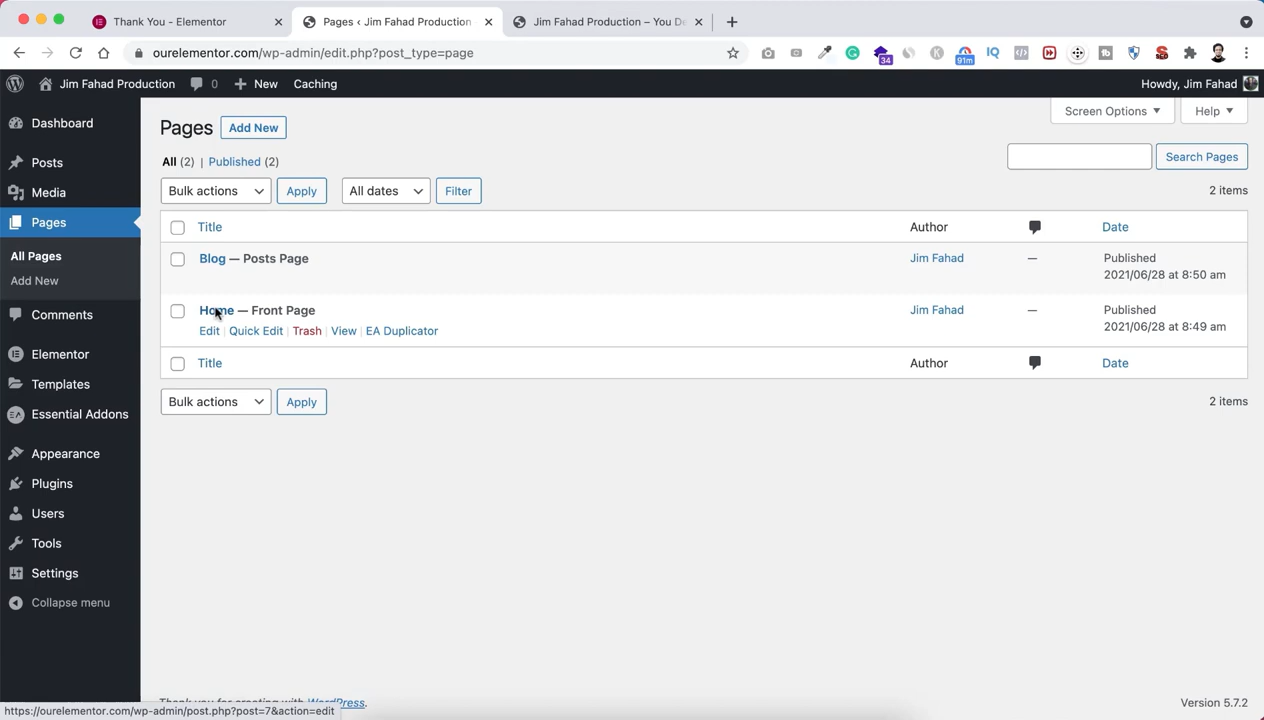 Thank You - Elementor
Pages ‹ Jim Fahad Production
Jim Fahad Production – You De
ourelementor.com/wp-admin/edit.php?post_type=page
34
91m
IQ
Jim Fahad Production
0
New
Caching
Howdy, Jim Fahad
Dashboard
Posts
Media
Pages
All Pages
Add New
Comments
Elementor
Templates
Essential Addons
Appearance
Plugins
Users
Tools
Settings
Collapse menu
Pages Add New
Screen Options
Help
All (2) | Published (2)
Search Pages
Bulk actions Apply All dates Filter
2 items
Title Author Date
Blog — Posts Page Jim Fahad — Published
2021/06/28 at 8:50 am
Home — Front Page Jim Fahad — Published
2021/06/28 at 8:49 am
Edit | Quick Edit | Trash | View | EA Duplicator
Title Author Date
Bulk actions Apply
2 items
Thank you for creating with WordPress.
Version 5.7.2
https://ourelementor.com/wp-admin/post.php?post=7&action=edit